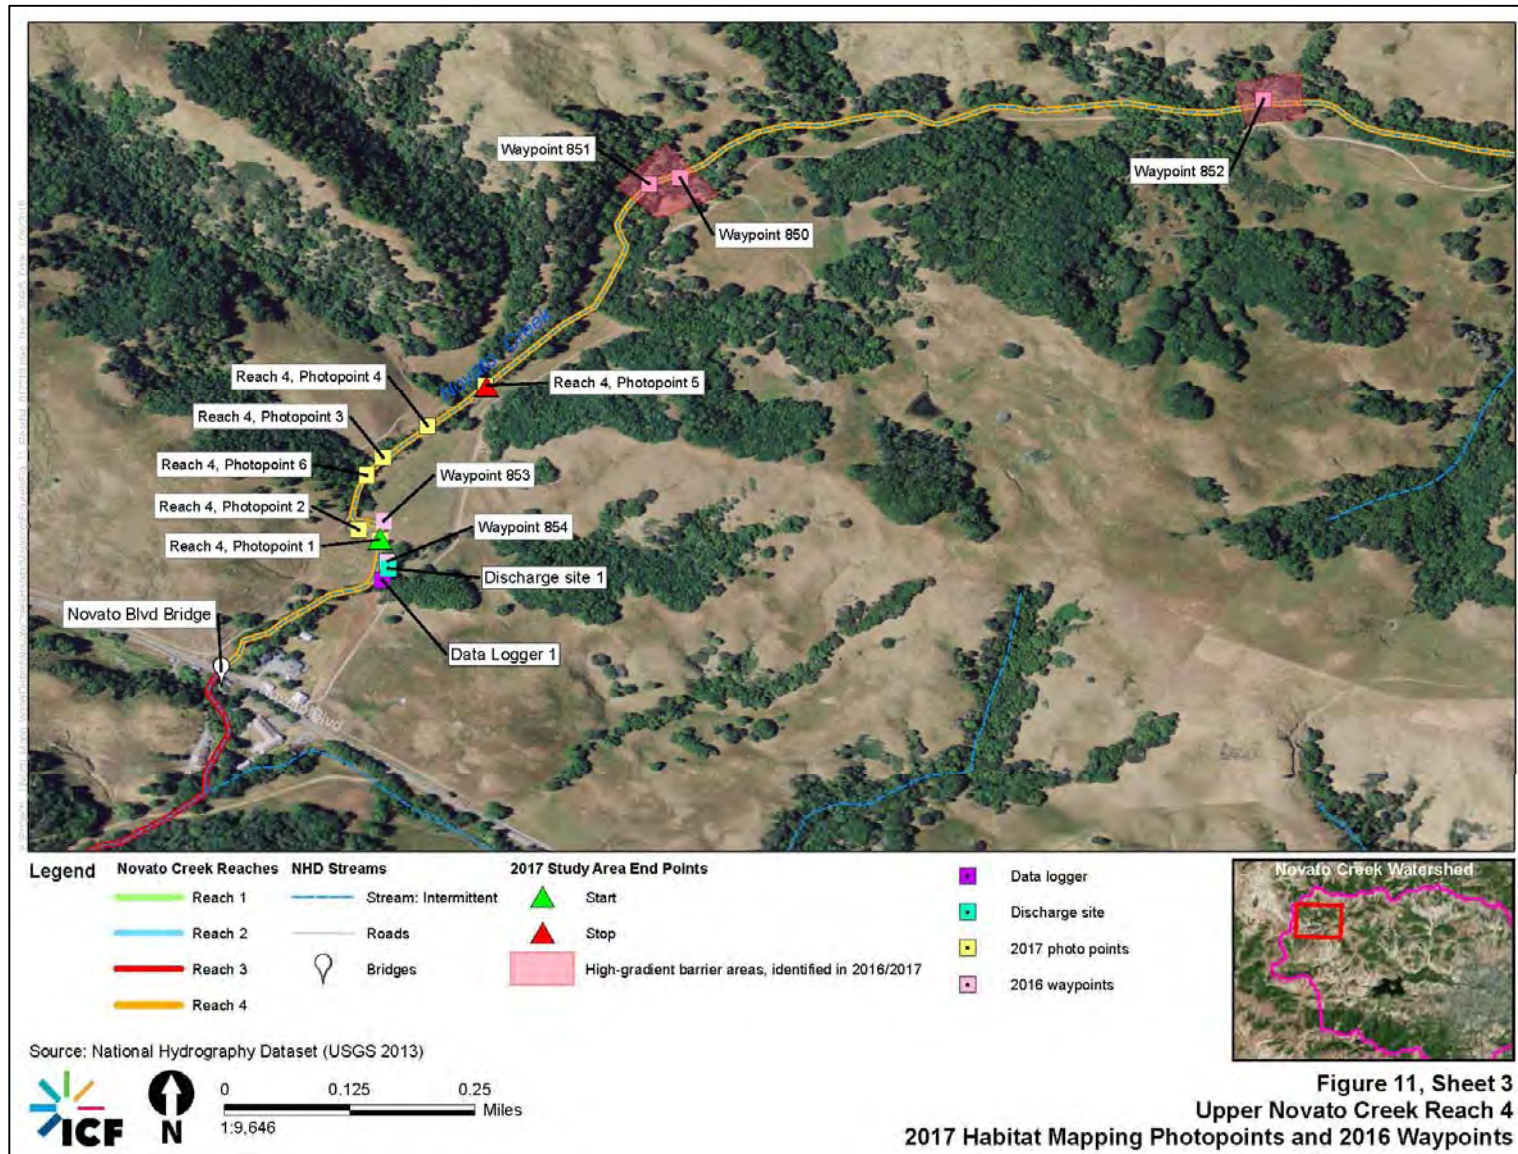 Waypoint 851
Waypoint 852
Waypoint 850
Novato Creek
Reach 4, Photopoint 4
Reach 4, Photopoint 5
Reach 4, Photopoint 3
Reach 4, Photopoint 6
Waypoint 853
Reach 4, Photopoint 2
Waypoint 854
Reach 4, Photopoint 1
Discharge site 1
Novato Blvd Bridge
Data Logger 1
Blvd
Legend
Novato Creek Reaches
Reach 1
Reach 2
Reach 3
Reach 4
NHD Streams
Stream: Intermittent
Roads
Bridges
2017 Study Area End Points
Start
Stop
High-gradient barrier areas, identified in 2016/2017
Data logger
Discharge site
2017 photo points
2016 waypoints
Novato Creek Watershed
Source: National Hydrography Dataset (USGS 2013)
ICF
N
0 0.125 0.25
Miles
1:9,646
Figure 11, Sheet 3
Upper Novato Creek Reach 4
2017 Habitat Mapping Photopoints and 2016 Waypoints